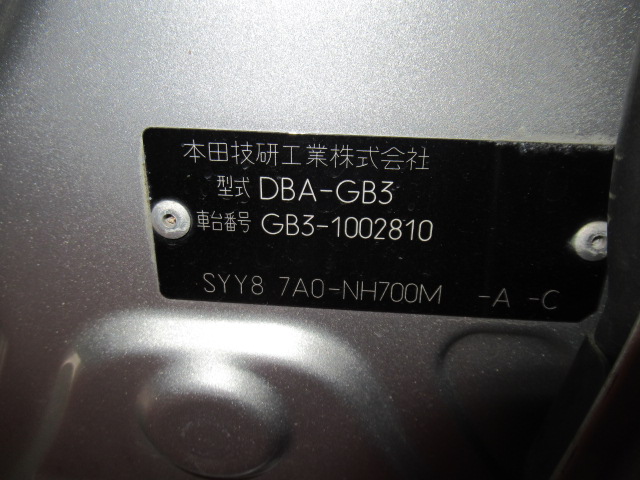 本田技研工業株式会社
型式 DBA-GB3
車台番号 GB3-1002810
SYY8 7A0-NH700M -A -C